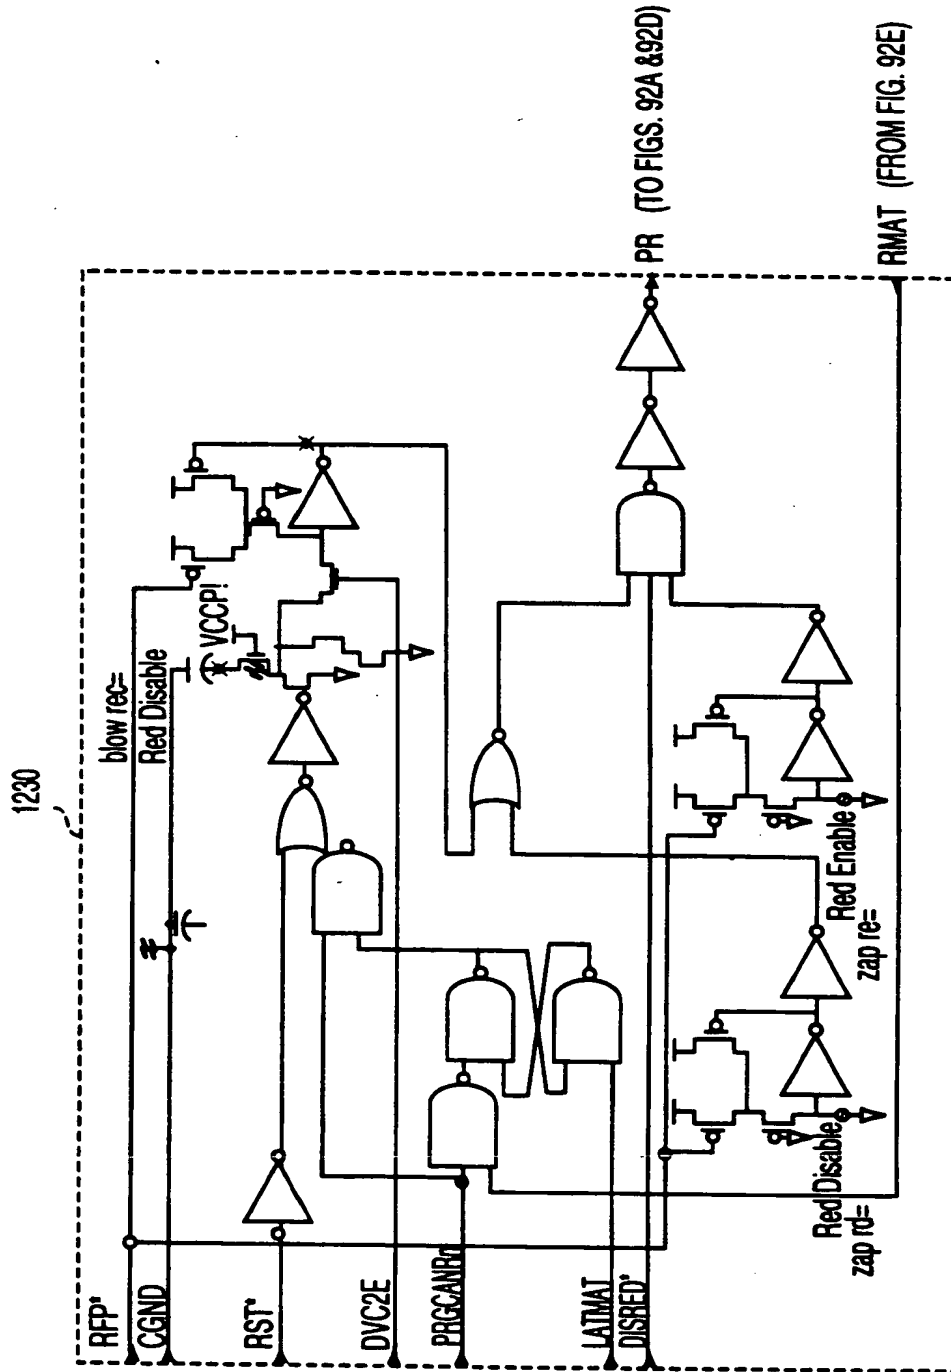 1230
RFP*
CGND
RST*
DVC2E
PRGCANRn
LATMAT
DISRED*
blow rec=
Red Disable
VCCP!
Red Disable
zap rd=
Red Enable
zap re=
PR (TO FIGS. 92A &92D)
RMAT (FROM FIG. 92E)